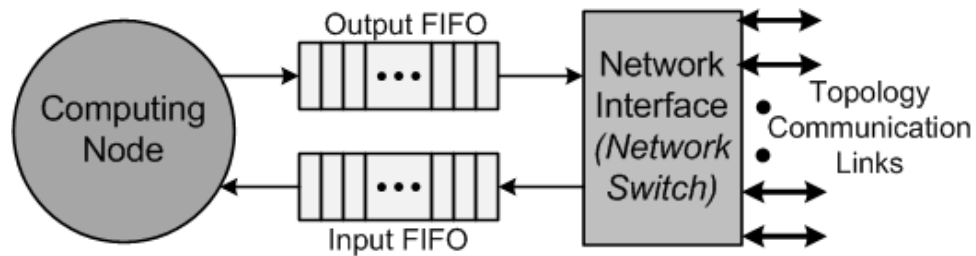 Output FIFO
Computing
Node
Network
Interface
(Network
Switch)
Topology
Communication
Links
Input FIFO